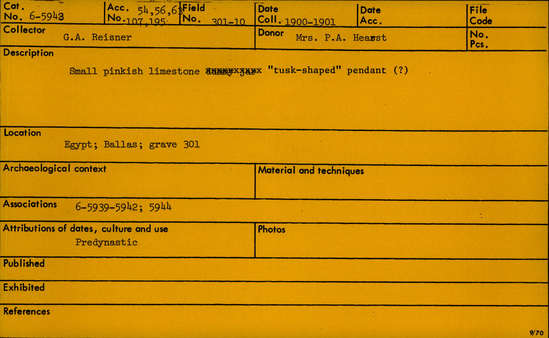 Cat. No. 6-5943
Acc. No. 54,56,6 107,195
Field No. 301-10
Date Coll. 1900-1901
Date Acc.
File Code
Collector G.A. Reisner
Donor Mrs. P.A. Hearst
No. Pcs.
Description
Small pinkish limestone "tusk-shaped" pendant (?)
Location
Egypt; Ballas; grave 301
Archaeological context
Material and techniques
Associations 6-5939-5942; 5944
Attributions of dates, culture and use
Predynastic
Photos
Published
Exhibited
References
9/70